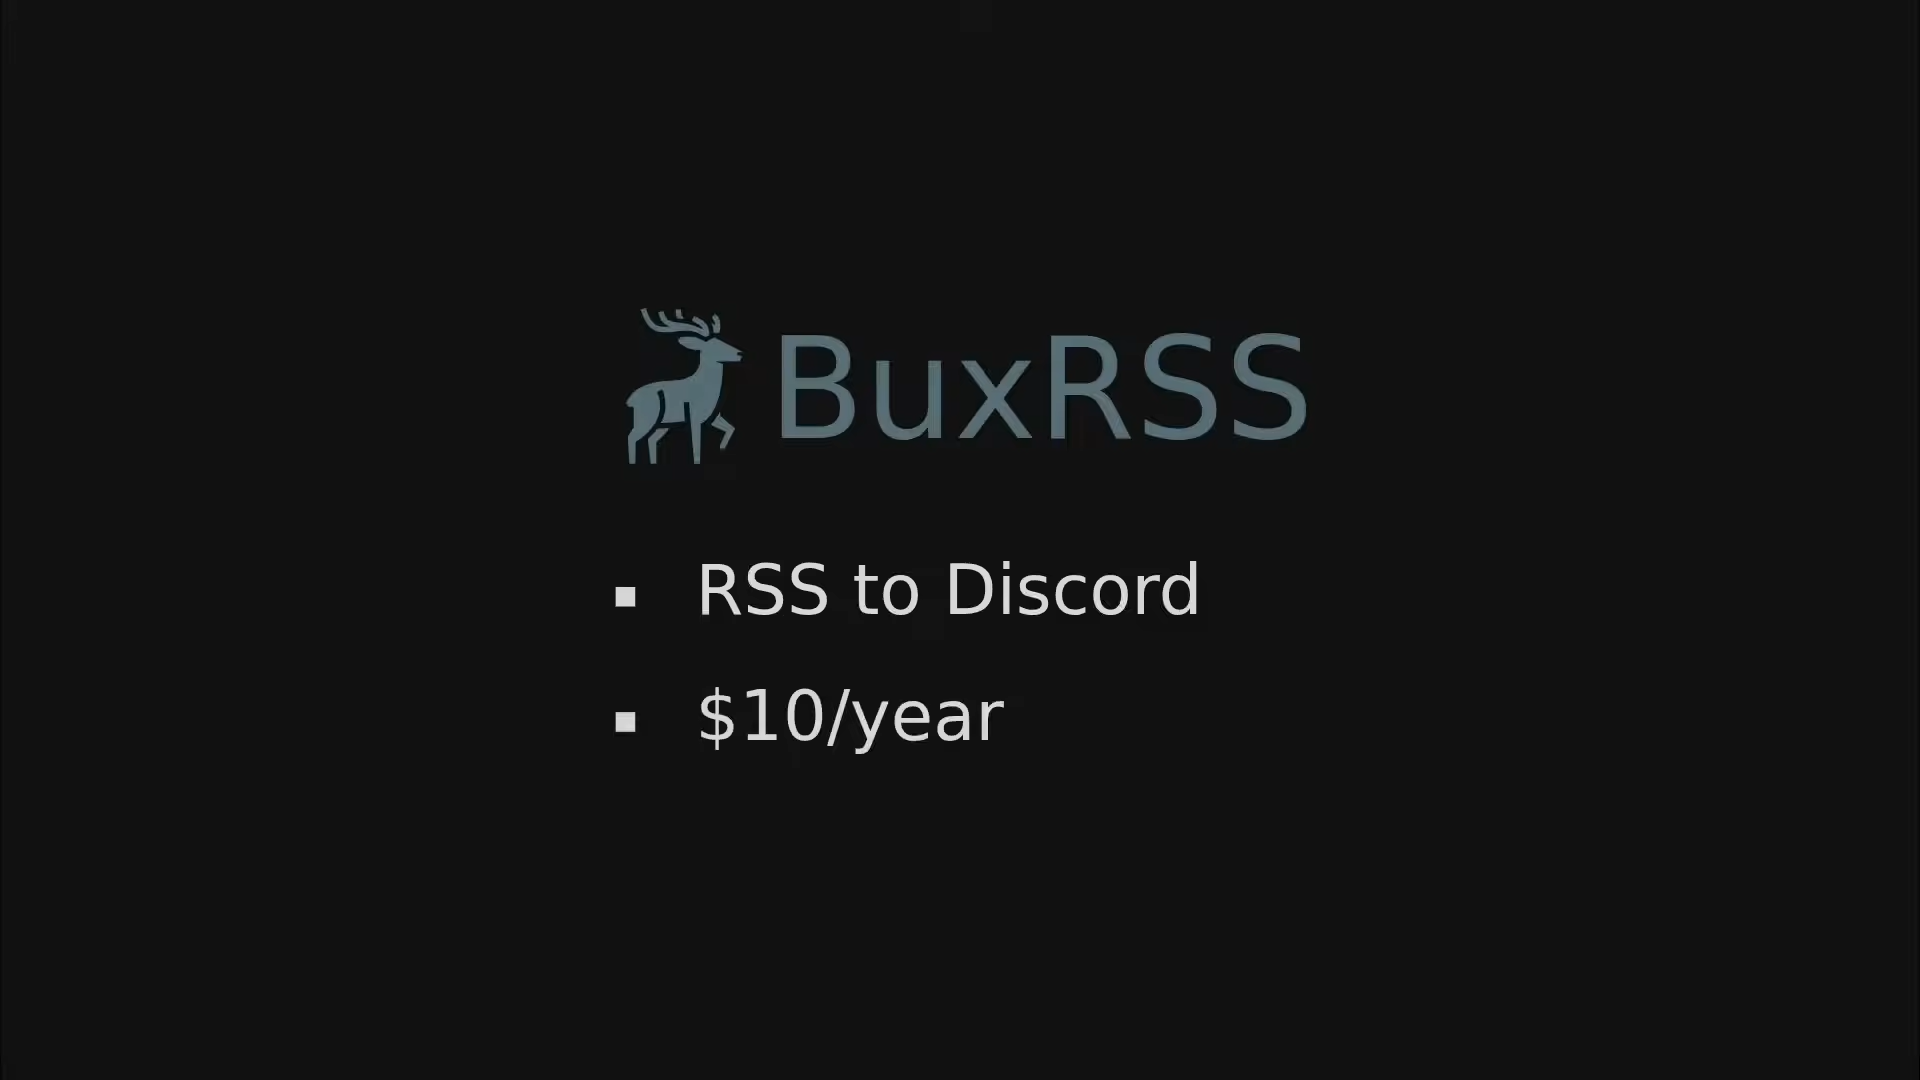 BuxRSS
▪ RSS to Discord
▪ $10/year